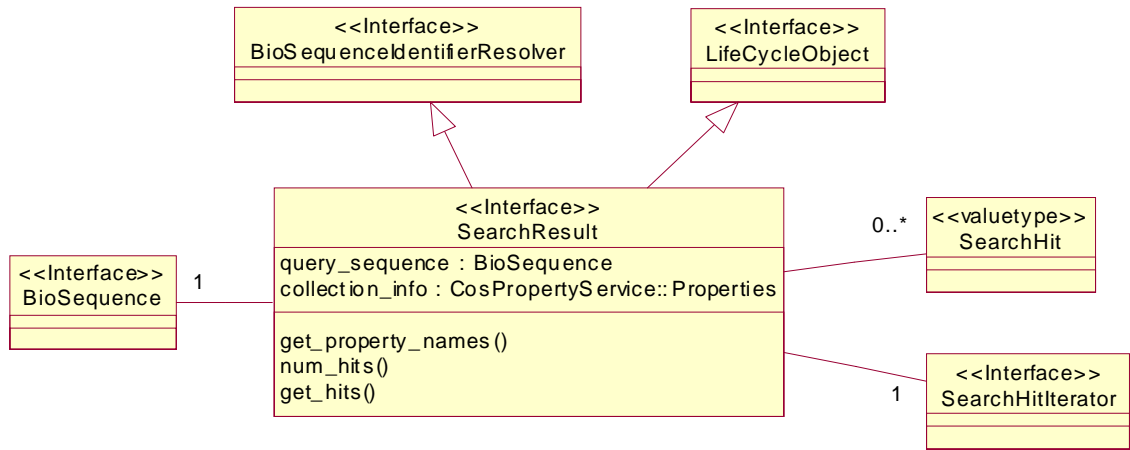 <<Interface>>
BioSequenceIdentifierResolver
<<Interface>>
LifeCycleObject
<<Interface>>
SearchResult
query_sequence : BioSequence
collection_info : CosPropertyService::Properties
get_property_names()
num_hits()
get_hits()
<<Interface>>
BioSequence
1
0..*
<<valuetype>>
SearchHit
1
<<Interface>>
SearchHitIterator